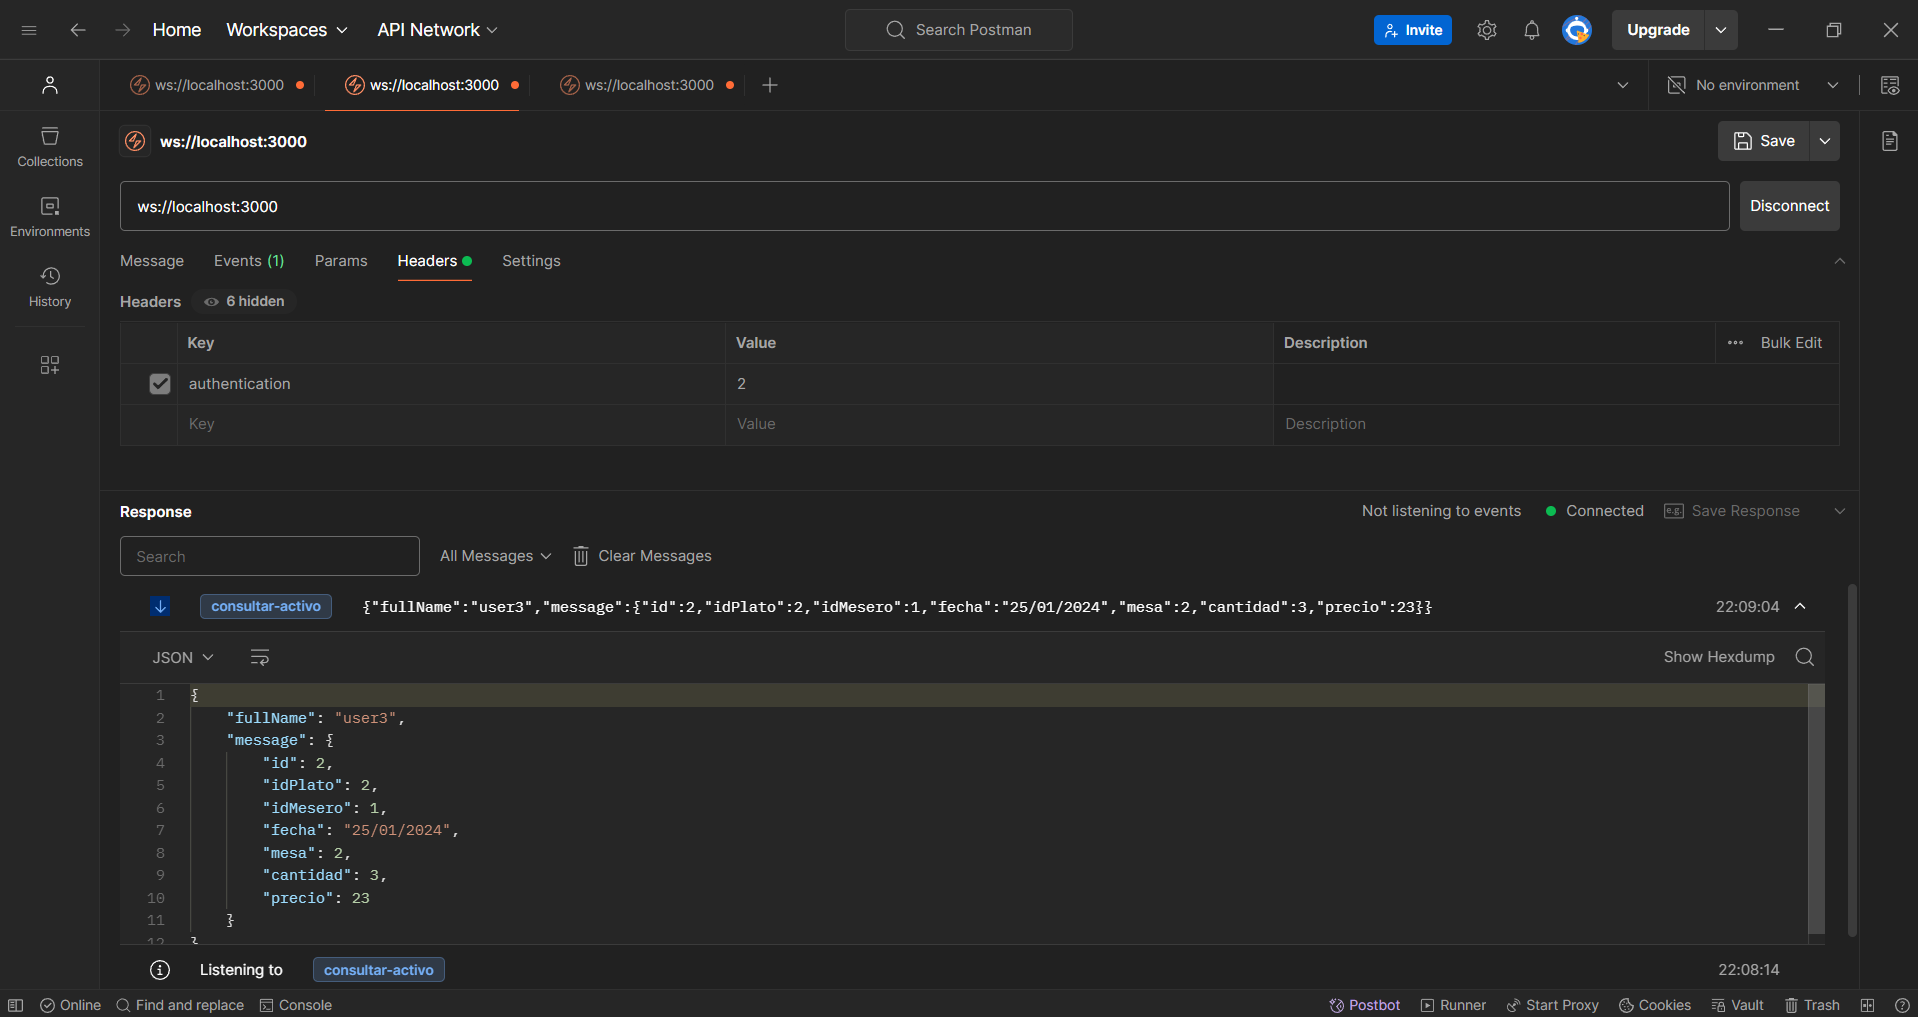 Home Workspaces API Network Search Postman Invite Upgrade
ws://localhost:3000 ws://localhost:3000 ws://localhost:3000 No environment
ws://localhost:3000 Save
Collections
ws://localhost:3000 Disconnect
Environments
Message Events (1) Params Headers Settings
History
Headers 6 hidden
Key Value Description Bulk Edit
authentication 2
Key Value Description
Response Not listening to events Connected e.g. Save Response
Search All Messages Clear Messages
consultar-activo {"fullName":"user3","message":{"id":2,"idPlato":2,"idMesero":1,"fecha":"25/01/2024","mesa":2,"cantidad":3,"precio":23}} 22:09:04
JSON Show Hexdump
1 {
2 "fullName": "user3",
3 "message": {
4 "id": 2,
5 "idPlato": 2,
6 "idMesero": 1,
7 "fecha": "25/01/2024",
8 "mesa": 2,
9 "cantidad": 3,
10 "precio": 23
11 }
12 }
Listening to consultar-activo 22:08:14
Online Find and replace Console Postbot Runner Start Proxy Cookies Vault Trash